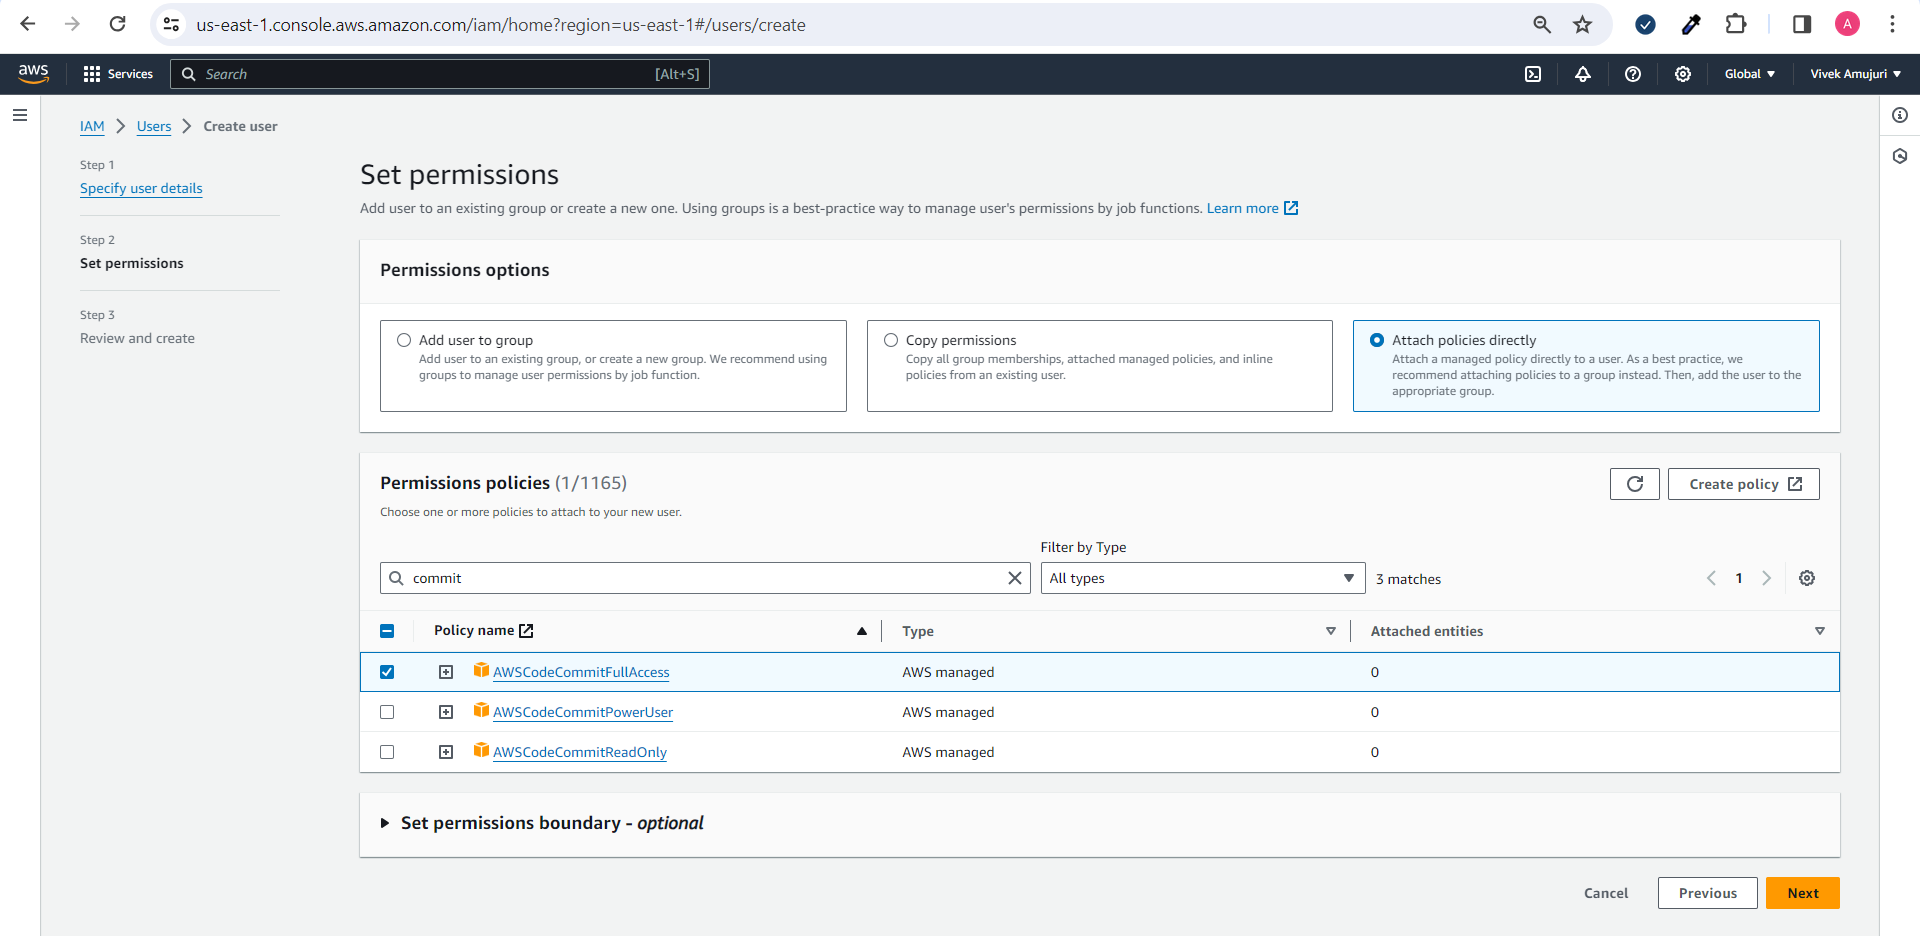 us-east-1.console.aws.amazon.com/iam/home?region=us-east-1#/users/create
A
aws
Services
Search
[Alt+S]
Global
Vivek Amujuri
IAM
Users
Create user
Step 1
Specify user details
Step 2
Set permissions
Step 3
Review and create
Set permissions
Add user to an existing group or create a new one. Using groups is a best-practice way to manage user's permissions by job functions. Learn more
Permissions options
Add user to group
Add user to an existing group, or create a new group. We recommend using
groups to manage user permissions by job function.
Copy permissions
Copy all group memberships, attached managed policies, and inline
policies from an existing user.
Attach policies directly
Attach a managed policy directly to a user. As a best practice, we
recommend attaching policies to a group instead. Then, add the user to the
appropriate group.
Permissions policies (1/1165)
Choose one or more policies to attach to your new user.
Create policy
Filter by Type
commit
All types
3 matches
1
Policy name
Type
Attached entities
AWSCodeCommitFullAccess
AWS managed
0
AWSCodeCommitPowerUser
AWS managed
0
AWSCodeCommitReadOnly
AWS managed
0
Set permissions boundary - optional
Cancel
Previous
Next